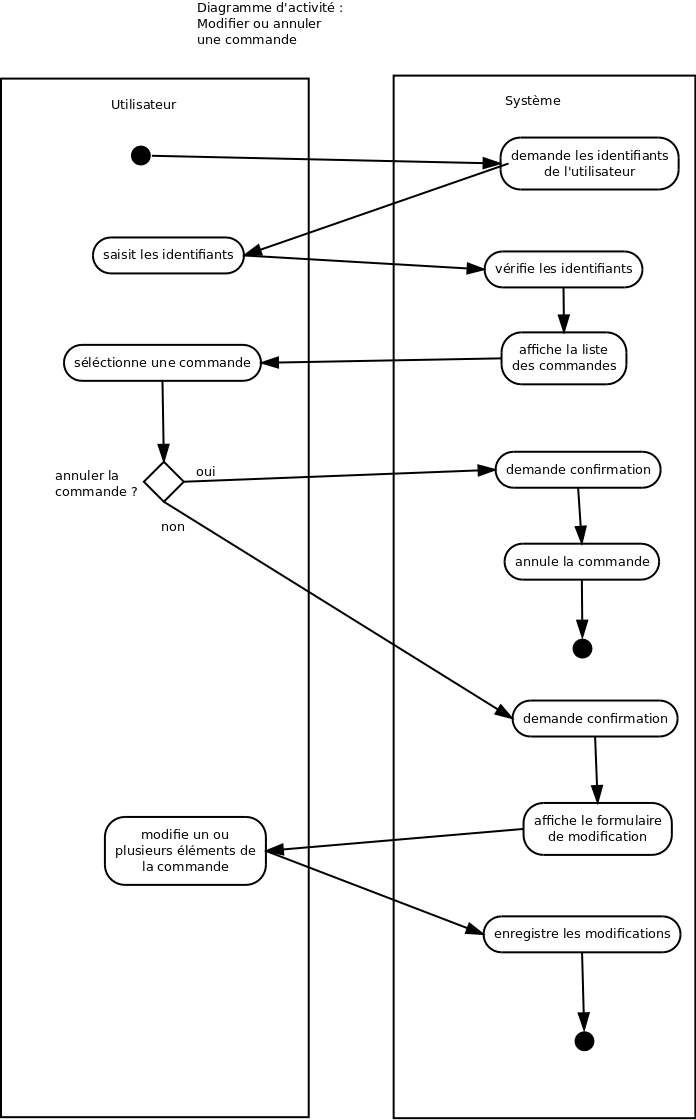 Diagramme d'activité :
Modifier ou annuler
une commande
Utilisateur
Système
demande les identifiants
de l'utilisateur
saisit les identifiants
vérifie les identifiants
affiche la liste
des commandes
séléctionne une commande
annuler la
commande ?
oui
non
demande confirmation
annule la commande
demande confirmation
affiche le formulaire
de modification
modifie un ou
plusieurs éléments de
la commande
enregistre les modifications